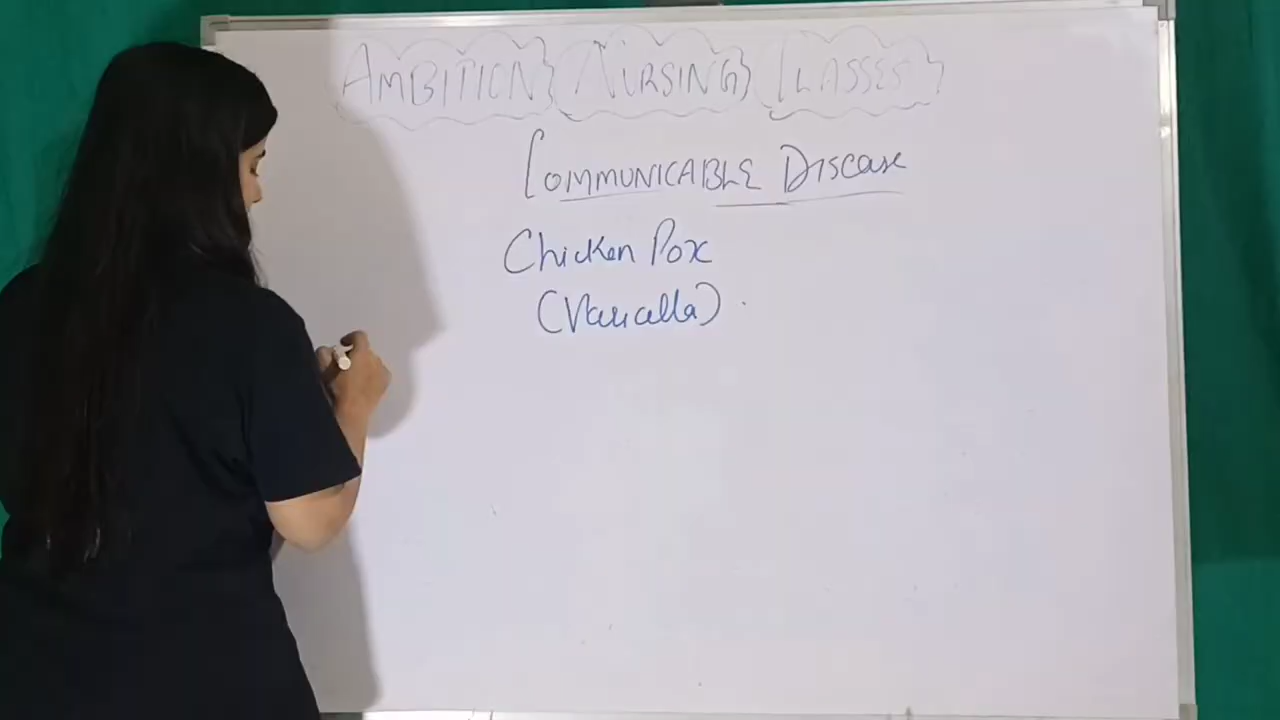 AMBITION NURSING CLASSES
COMMUNICABLE DISEASE
Chicken Pox
(Varicella)